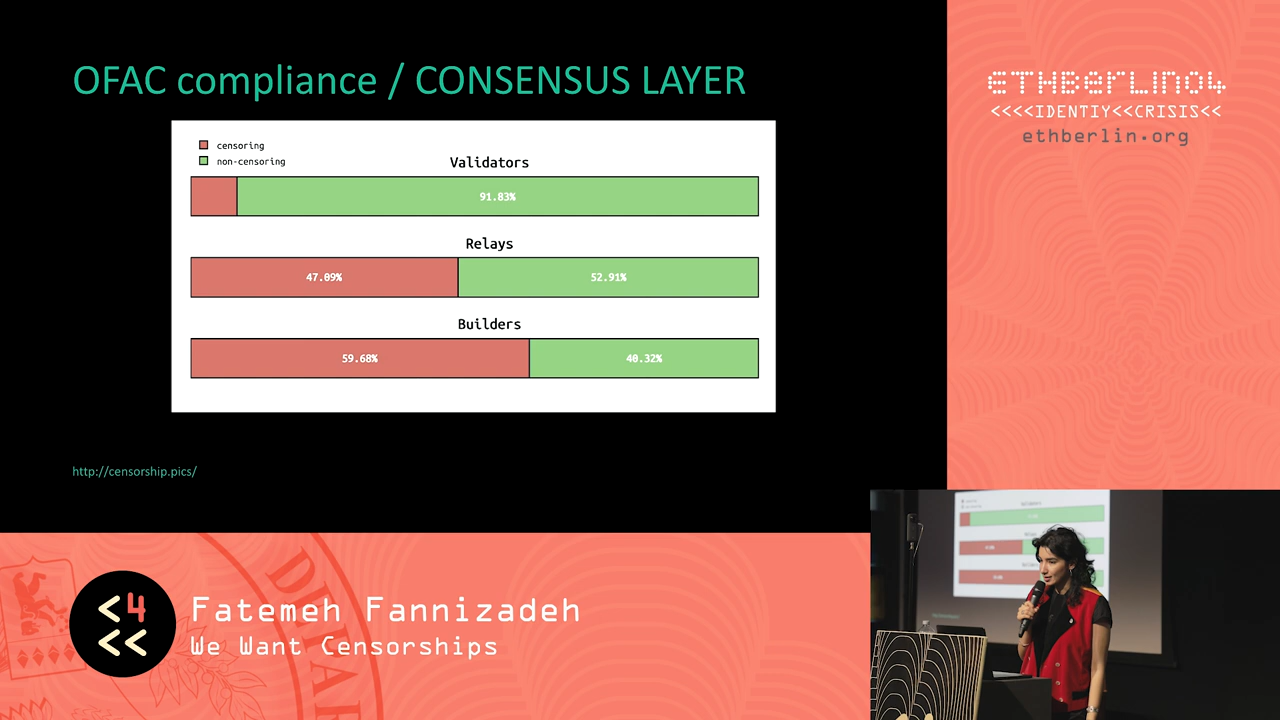 OFAC compliance / CONSENSUS LAYER
censoring
non-censoring
Validators
91.83%
Relays
47.09%
52.91%
Builders
59.68%
40.32%
http://censorship.pics/
ETHBERLIN04
<<<<IDENTIY<<CRISIS<<
ethberlin.org
<4
<<
Fatemeh Fannizadeh
We Want Censorships